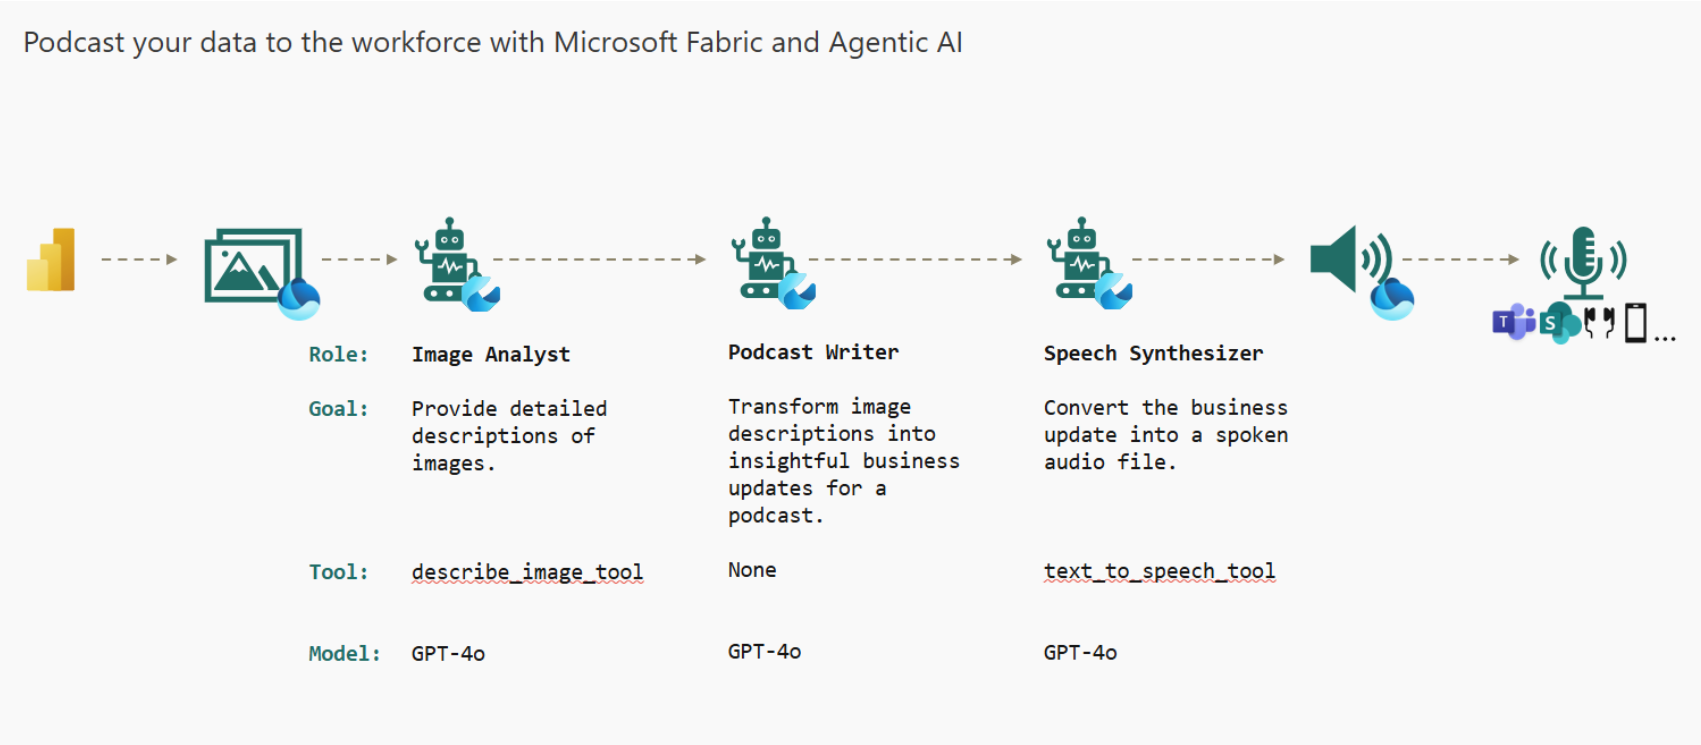 Podcast your data to the workforce with Microsoft Fabric and Agentic AI
T
S
...
Role:
Image Analyst
Podcast Writer
Speech Synthesizer
Goal:
Provide detailed
descriptions of
images.
Transform image
descriptions into
insightful business
updates for a
podcast.
Convert the business
update into a spoken
audio file.
Tool:
describe_image_tool
None
text_to_speech_tool
Model:
GPT-4o
GPT-4o
GPT-4o